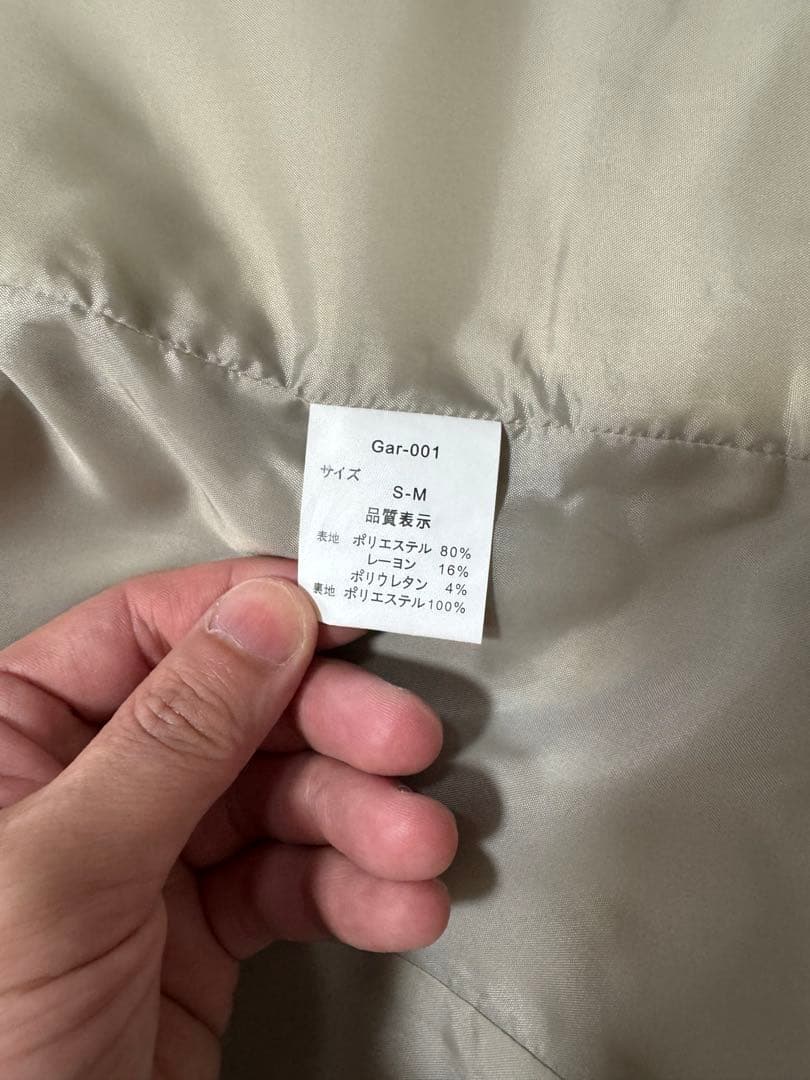 Gar-001
サイズ
S-M
品質表示
表地 ポリエステル 80%
レーヨン 16%
ポリウレタン 4%
裏地 ポリエステル100%